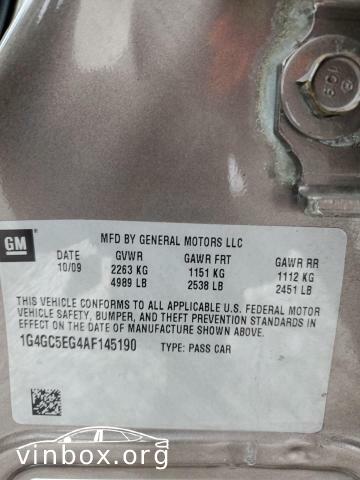 SCI
GM
MFD BY GENERAL MOTORS LLC
DATE GVWR GAWR FRT GAWR RR
10/09 2263 KG 1151 KG 1112 KG
4989 LB 2538 LB 2451 LB
THIS VEHICLE CONFORMS TO ALL APPLICABLE U.S. FEDERAL MOTOR
VEHICLE SAFETY, BUMPER, AND THEFT PREVENTION STANDARDS IN
EFFECT ON THE DATE OF MANUFACTURE SHOWN ABOVE.
1G4GC5EG4AF145190 TYPE: PASS CAR
vinbox.org